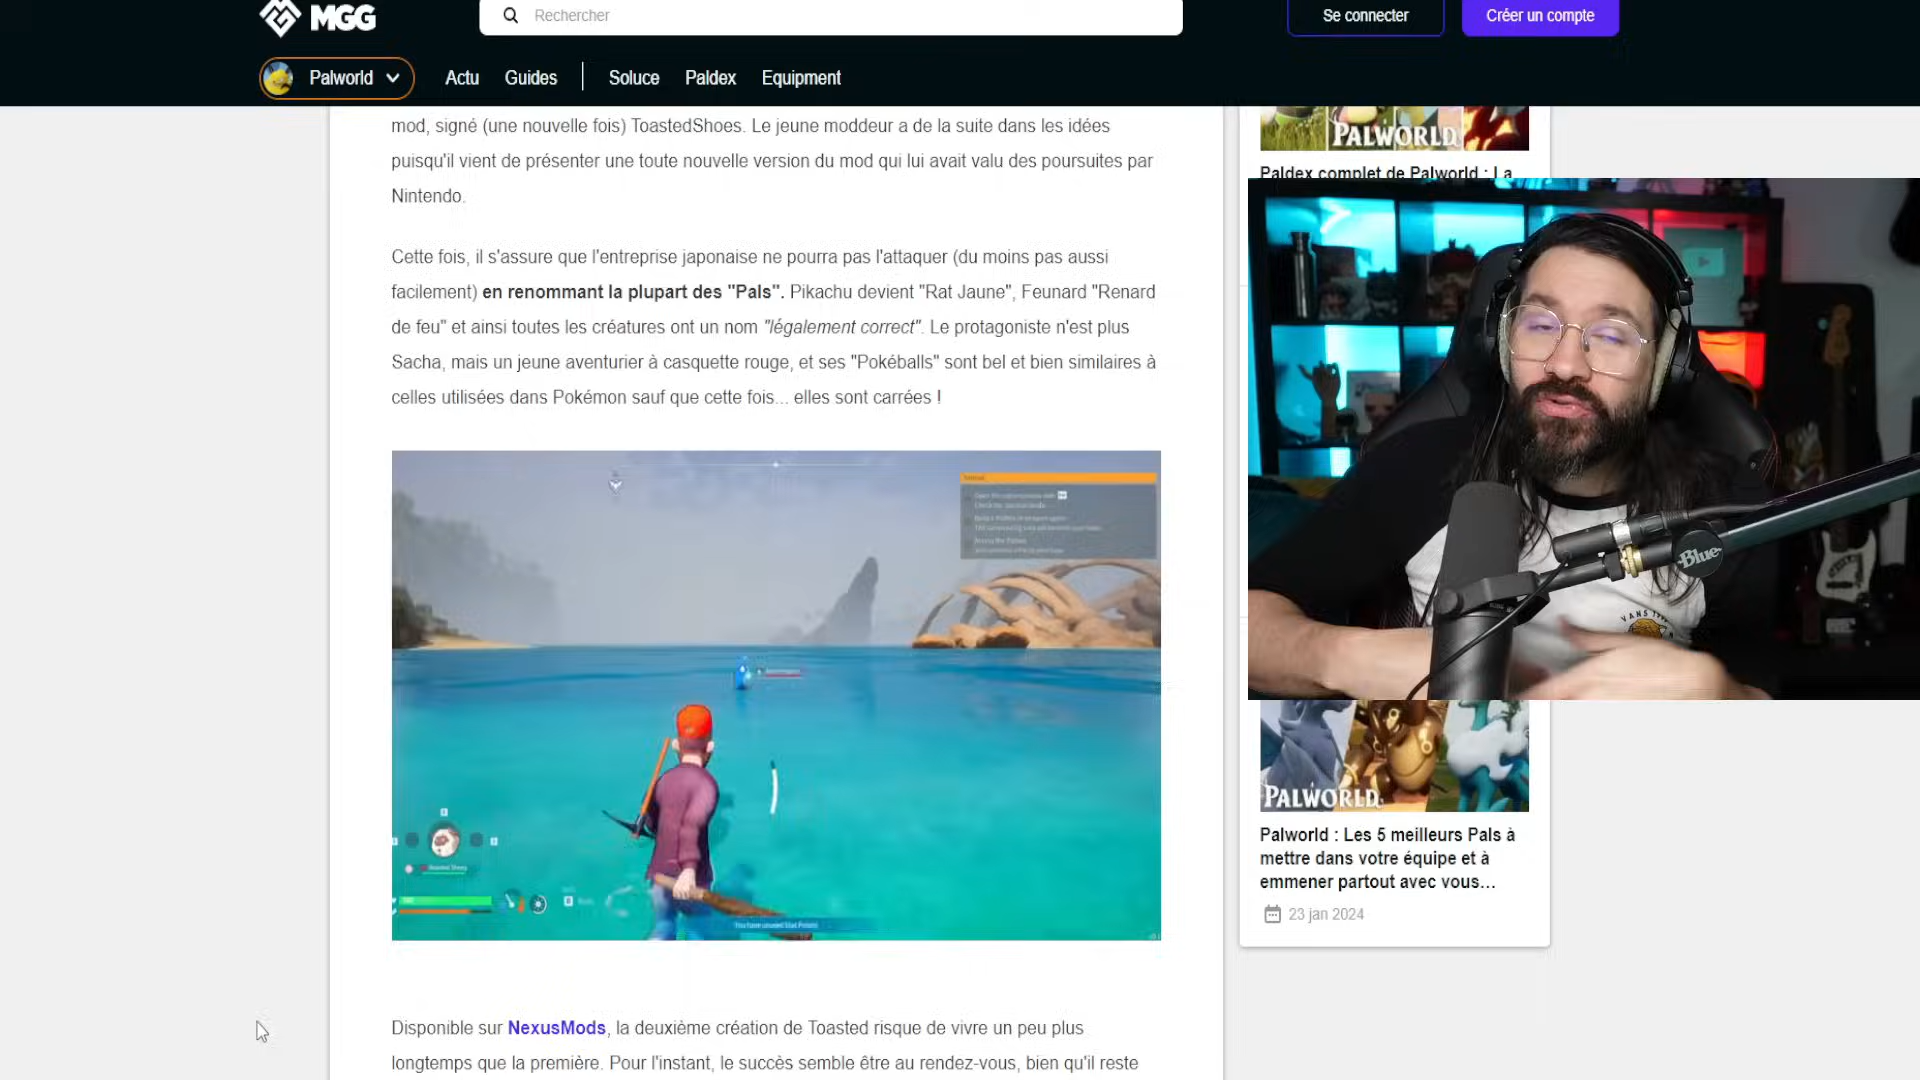 MGG
Rechercher
Se connecter
Créer un compte
Palworld
Actu
Guides
Soluce
Paldex
Equipment
mod, signé (une nouvelle fois) ToastedShoes. Le jeune moddeur a de la suite dans les idées
puisqu'il vient de présenter une toute nouvelle version du mod qui lui avait valu des poursuites par
Nintendo.
Cette fois, il s'assure que l'entreprise japonaise ne pourra pas l'attaquer (du moins pas aussi
facilement) en renommant la plupart des "Pals". Pikachu devient "Rat Jaune", Feunard "Renard
de feu" et ainsi toutes les créatures ont un nom "légalement correct". Le protagoniste n'est plus
Sacha, mais un jeune aventurier à casquette rouge, et ses "Pokéballs" sont bel et bien similaires à
celles utilisées dans Pokémon sauf que cette fois... elles sont carrées !
You have unused Stat Points!
Disponible sur NexusMods, la deuxième création de Toasted risque de vivre un peu plus
longtemps que la première. Pour l'instant, le succès semble être au rendez-vous, bien qu'il reste
PALWORLD
Paldex complet de Palworld : La
Blue
VANS
PALWORLD
Palworld : Les 5 meilleurs Pals à
mettre dans votre équipe et à
emmener partout avec vous...
23 jan 2024